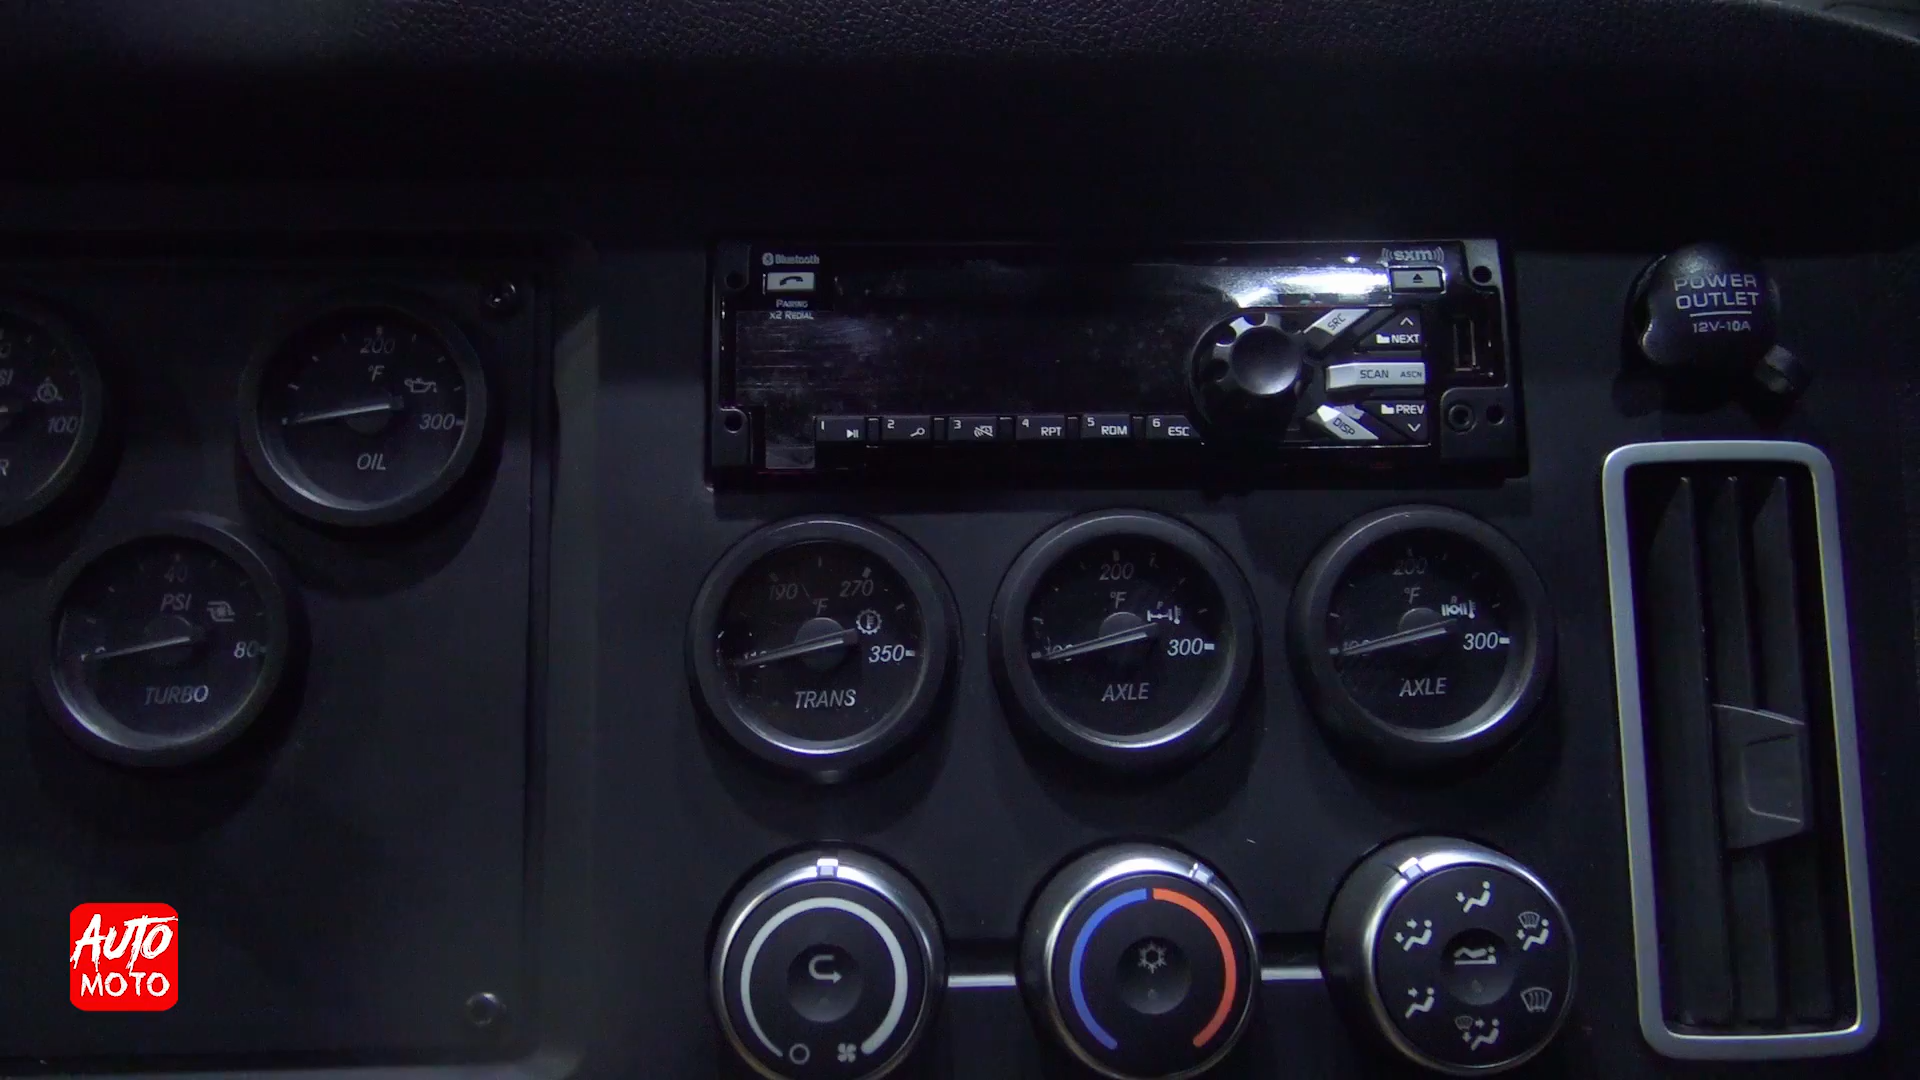 Bluetooth
PAIRING
X2 REDIAL
((sxm))
SRC
NEXT
SCAN ASCN
PREV
DISP
1
2
3
4 RPT
5 RDM
6 ESC
POWER
OUTLET
12V-10A
100
200
°F
300
OIL
40
PSI
80
TURBO
190 270
°F
350
TRANS
200
°F
300
AXLE
200
°F
300
AXLE
AUTO
MOTO